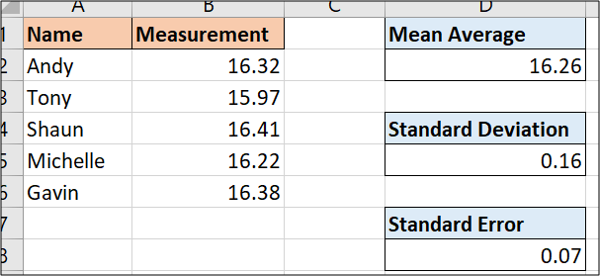 A B C D
1 Name Measurement Mean Average
2 Andy 16.32 16.26
3 Tony 15.97
4 Shaun 16.41 Standard Deviation
5 Michelle 16.22 0.16
6 Gavin 16.38
7 Standard Error
8 0.07